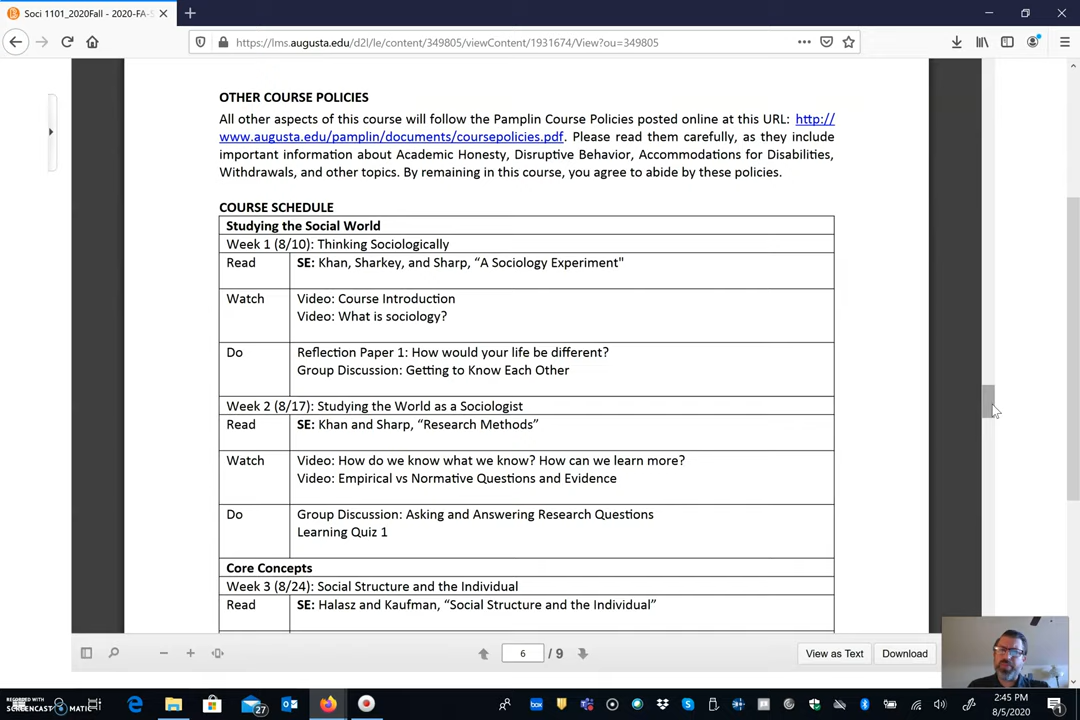 Soci 1101_2020Fall - 2020-FA-S
https://lms.augusta.edu/d2l/le/content/349805/viewContent/1931674/View?ou=349805
OTHER COURSE POLICIES
All other aspects of this course will follow the Pamplin Course Policies posted online at this URL: http://
www.augusta.edu/pamplin/documents/coursepolicies.pdf. Please read them carefully, as they include
important information about Academic Honesty, Disruptive Behavior, Accommodations for Disabilities,
Withdrawals, and other topics. By remaining in this course, you agree to abide by these policies.
COURSE SCHEDULE
Studying the Social World
Week 1 (8/10): Thinking Sociologically
Read SE: Khan, Sharkey, and Sharp, “A Sociology Experiment"
Watch Video: Course Introduction
Video: What is sociology?
Do Reflection Paper 1: How would your life be different?
Group Discussion: Getting to Know Each Other
Week 2 (8/17): Studying the World as a Sociologist
Read SE: Khan and Sharp, “Research Methods”
Watch Video: How do we know what we know? How can we learn more?
Video: Empirical vs Normative Questions and Evidence
Do Group Discussion: Asking and Answering Research Questions
Learning Quiz 1
Core Concepts
Week 3 (8/24): Social Structure and the Individual
Read SE: Halasz and Kaufman, “Social Structure and the Individual”
6 / 9 View as Text Download
RECORDED WITH
SCREENCAST MATIC
27
box
2:45 PM
8/5/2020
1